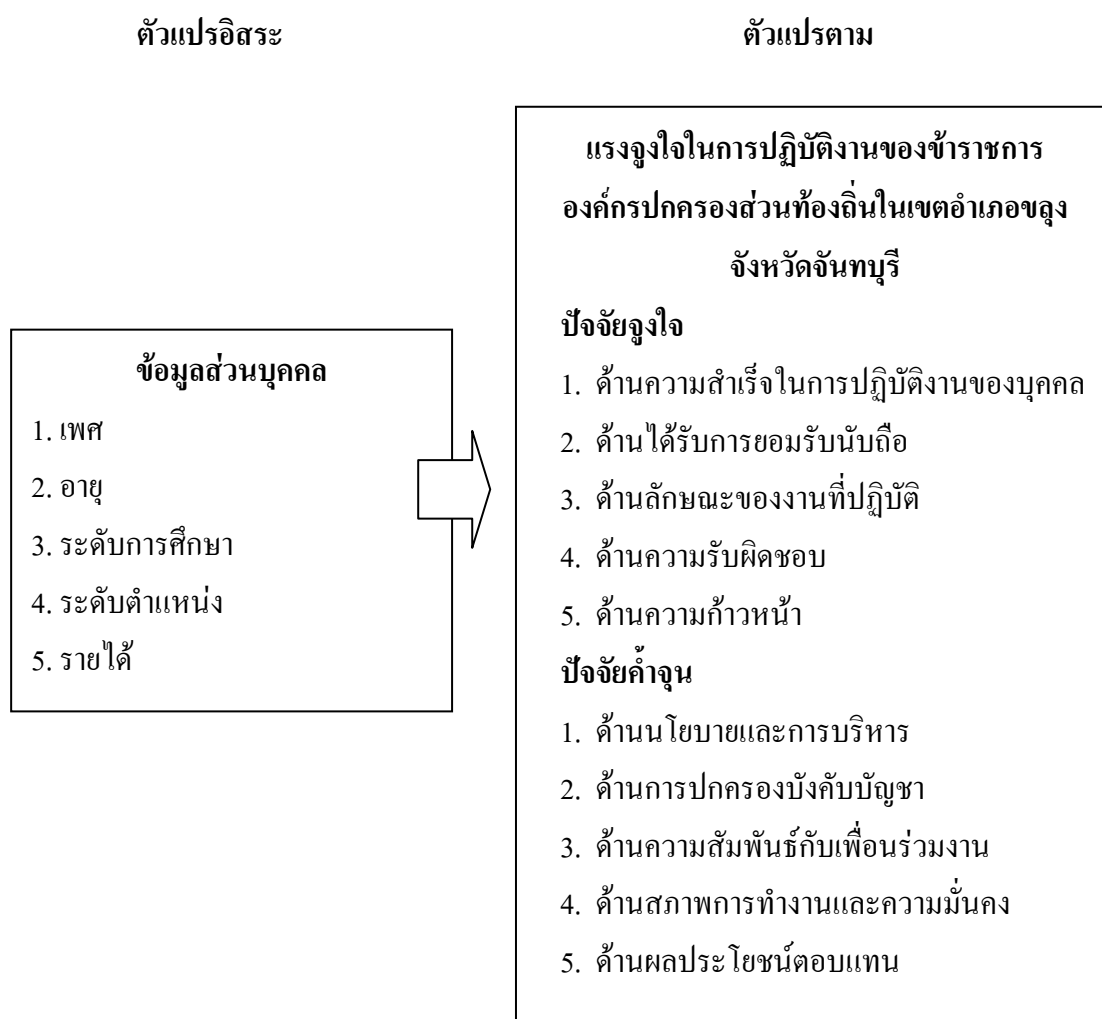 ตัวแปรอิสระ
ตัวแปรตาม
ข้อมูลส่วนบุคคล
1. เพศ
2. อายุ
3. ระดับการศึกษา
4. ระดับตำแหน่ง
5. รายได้
แรงจูงใจในการปฏิบัติงานของข้าราชการ
องค์กรปกครองส่วนท้องถิ่นในเขตอำเภอขลุง
จังหวัดจันทบุรี
ปัจจัยจูงใจ
1. ด้านความสำเร็จในการปฏิบัติงานของบุคคล
2. ด้านได้รับการยอมรับนับถือ
3. ด้านลักษณะของงานที่ปฏิบัติ
4. ด้านความรับผิดชอบ
5. ด้านความก้าวหน้า
ปัจจัยค้ำจุน
1. ด้านนโยบายและการบริหาร
2. ด้านการปกครองบังคับบัญชา
3. ด้านความสัมพันธ์กับเพื่อนร่วมงาน
4. ด้านสภาพการทำงานและความมั่นคง
5. ด้านผลประโยชน์ตอบแทน